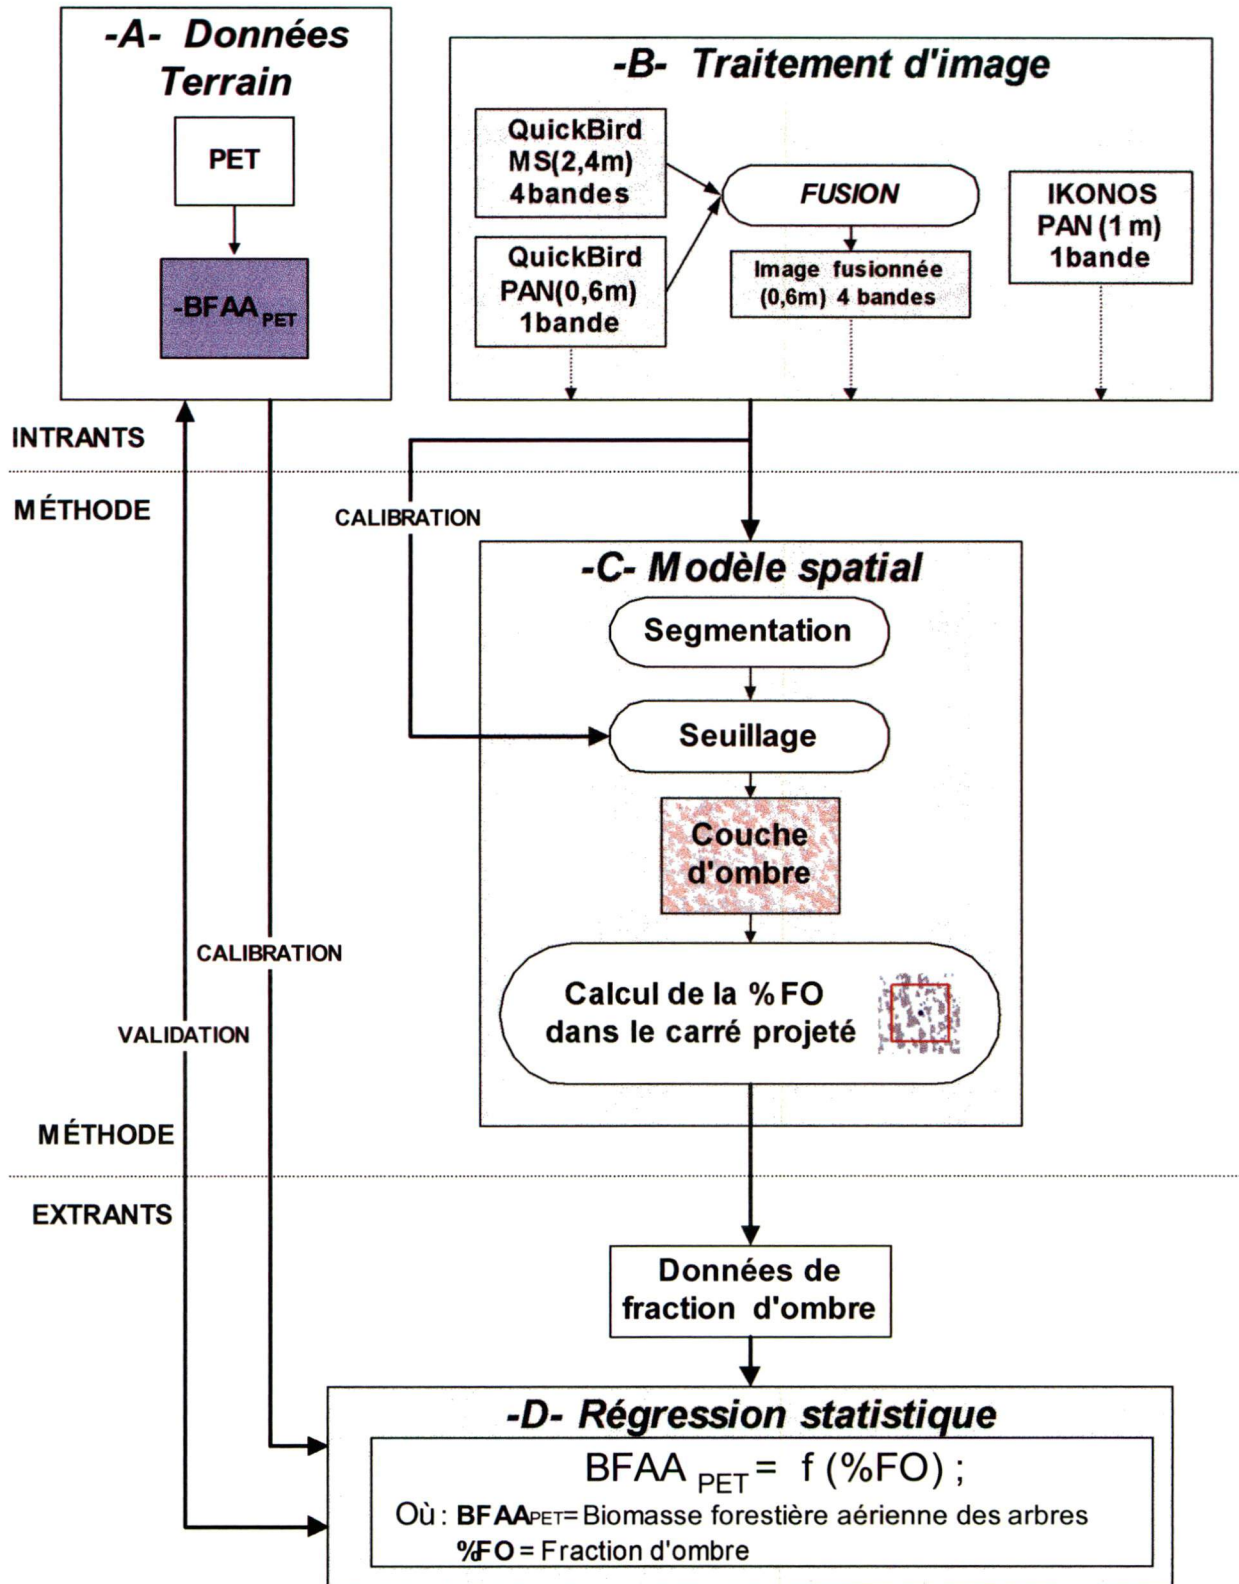 -A- Données
Terrain
PET
-BFAA PET
-B- Traitement d'image
QuickBird
MS(2,4m)
4bandes
QuickBird
PAN(0,6m)
1bande
FUSION
Image fusionnée
(0,6m) 4 bandes
IKONOS
PAN (1 m)
1bande
INTRANTS
MÉTHODE
CALIBRATION
-C- Modèle spatial
Segmentation
Seuillage
Couche
d'ombre
Calcul de la %FO
dans le carré projeté
CALIBRATION
VALIDATION
MÉTHODE
EXTRANTS
Données de
fraction d'ombre
-D- Régression statistique
BFAA PET = f (%FO) ;
Où : BFAAPET= Biomasse forestière aérienne des arbres
%FO = Fraction d'ombre